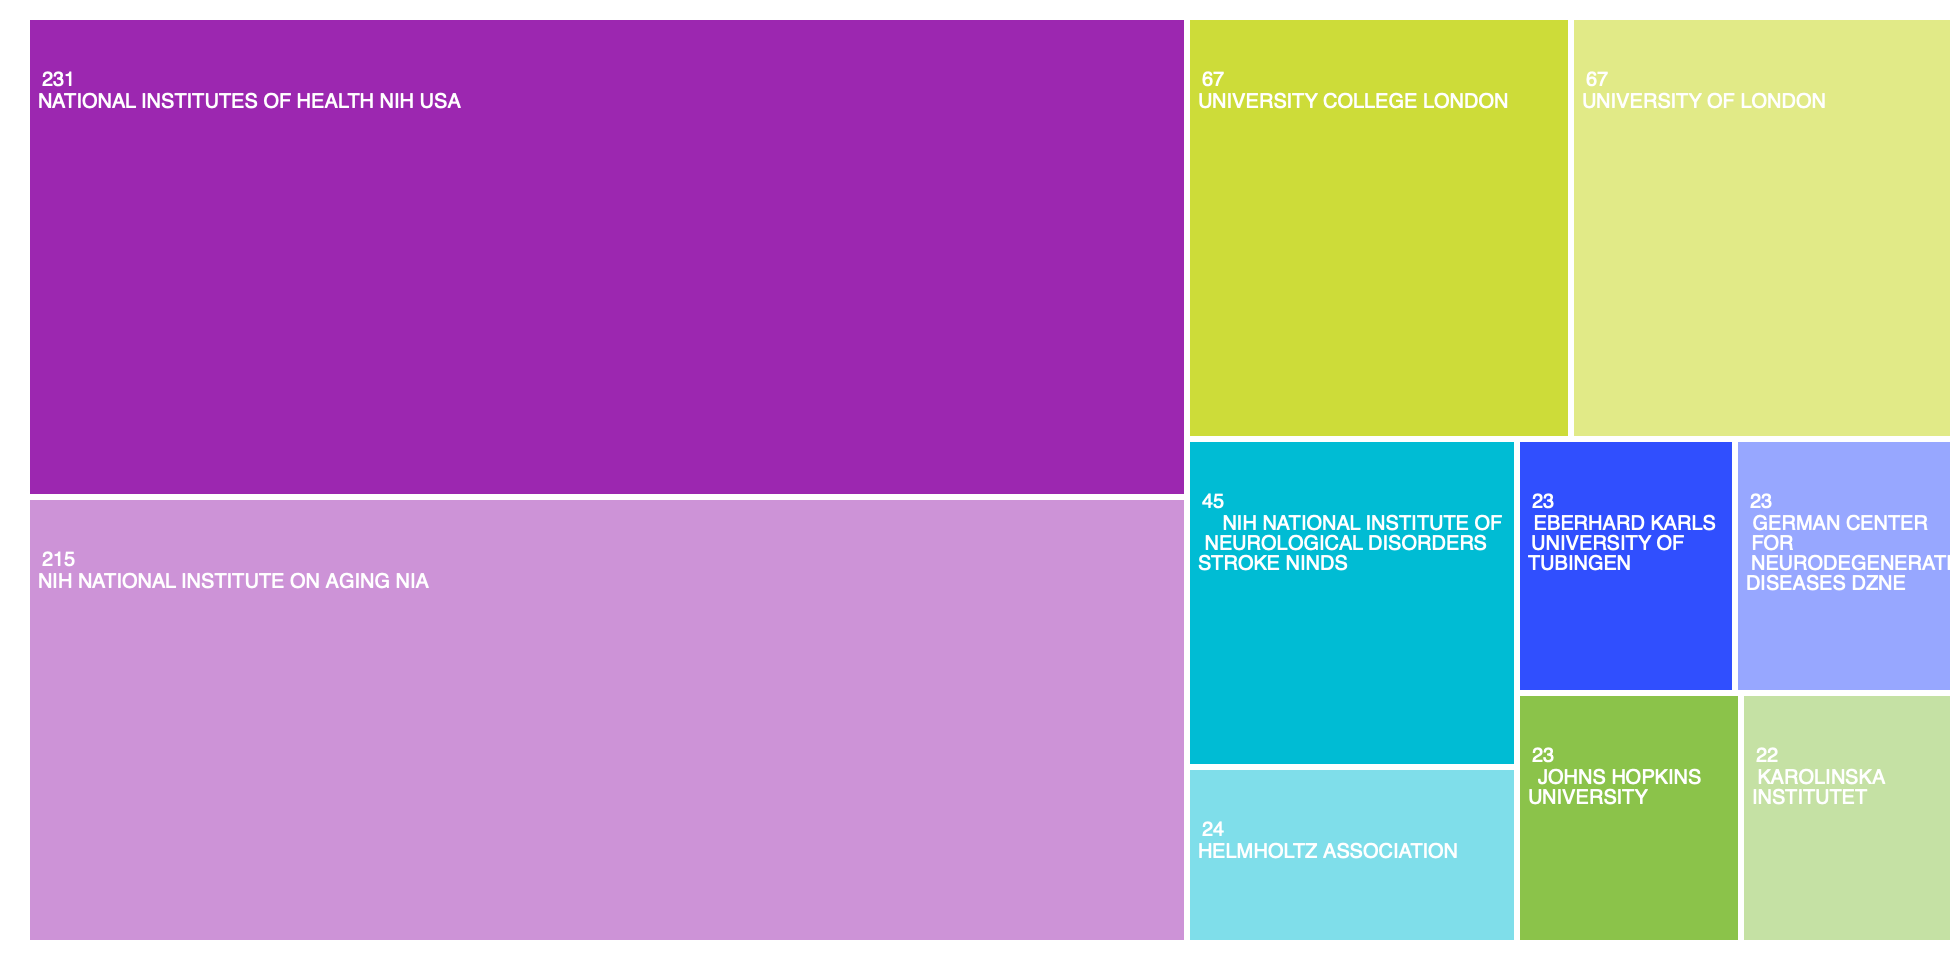 231
NATIONAL INSTITUTES OF HEALTH NIH USA
215
NIH NATIONAL INSTITUTE ON AGING NIA
67
UNIVERSITY COLLEGE LONDON
67
UNIVERSITY OF LONDON
45
NIH NATIONAL INSTITUTE OF
NEUROLOGICAL DISORDERS
STROKE NINDS
24
HELMHOLTZ ASSOCIATION
23
EBERHARD KARLS
UNIVERSITY OF
TUBINGEN
23
GERMAN CENTER
FOR
NEURODEGENERATI
DISEASES DZNE
23
JOHNS HOPKINS
UNIVERSITY
22
KAROLINSKA
INSTITUTET